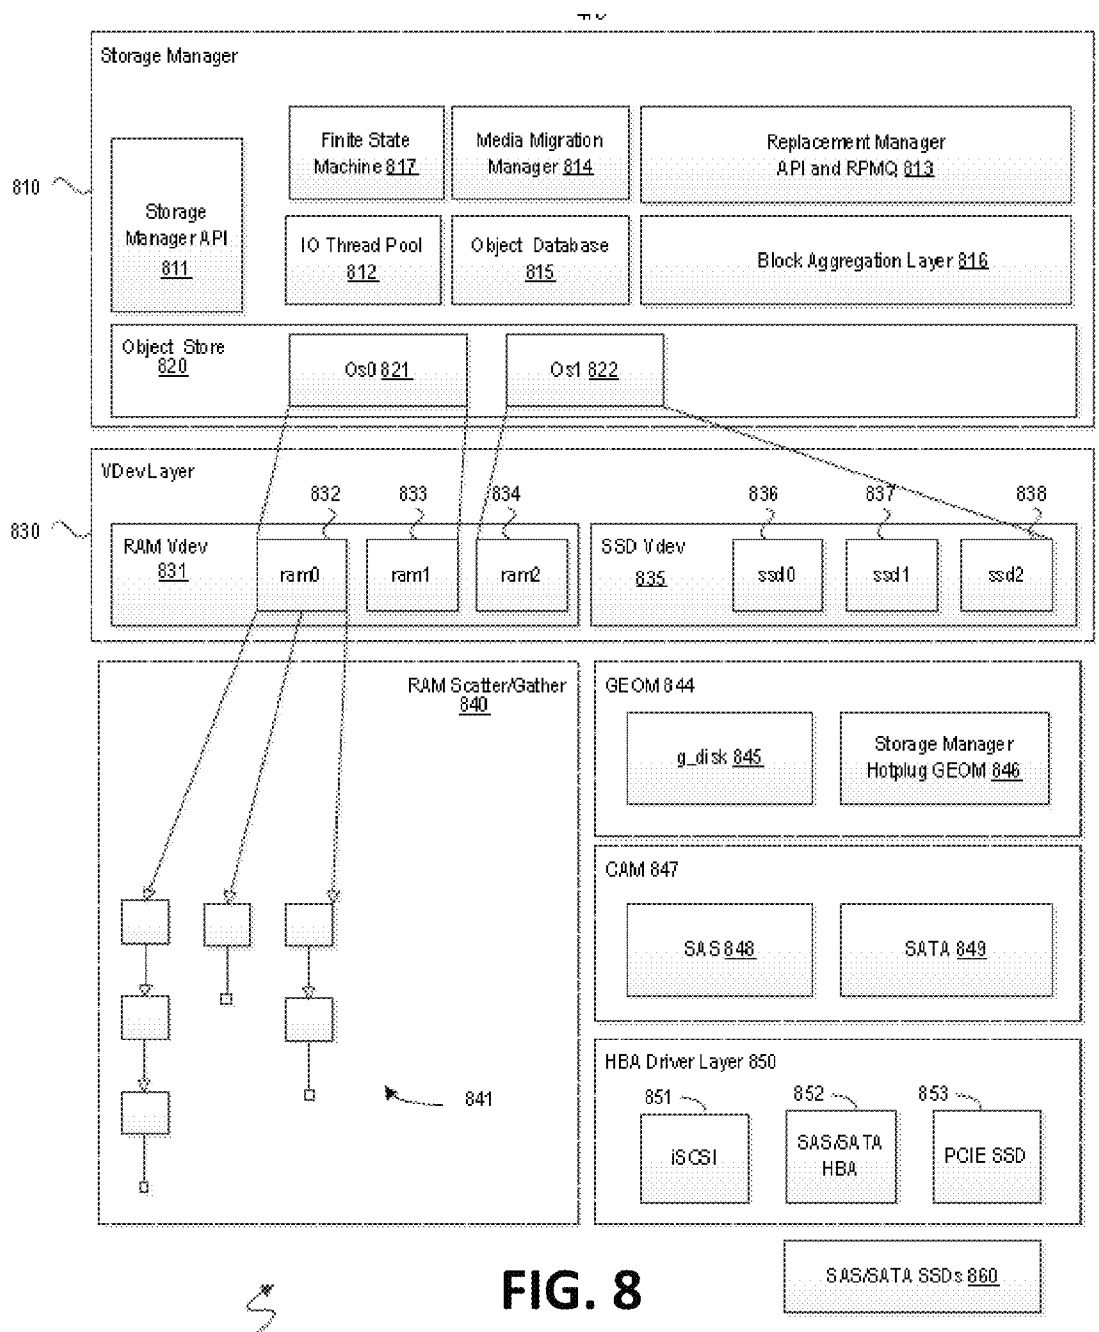 Storage Manager
810
Storage
Manager API
811
Finite State
Machine 817
Media Migration
Manager 814
Replacement Manager
API and RPMQ 813
IO Thread Pool
812
Object Database
815
Block Aggregation Layer 816
Object Store
820
Os0 821
Os1 822
VDev Layer
830
832
833
834
836
837
838
RAM Vdev
831
ram0
ram1
ram2
SSD Vdev
835
ssd0
ssd1
ssd2
RAM Scatter/Gather
840
841
GEOM 844
g_disk 845
Storage Manager
Hotplug GEOM 846
CAM 847
SAS 848
SATA 849
HBA Driver Layer 850
851
852
853
iSCSI
SAS/SATA
HBA
PCIE SSD
SAS/SATA SSDs 860
FIG. 8